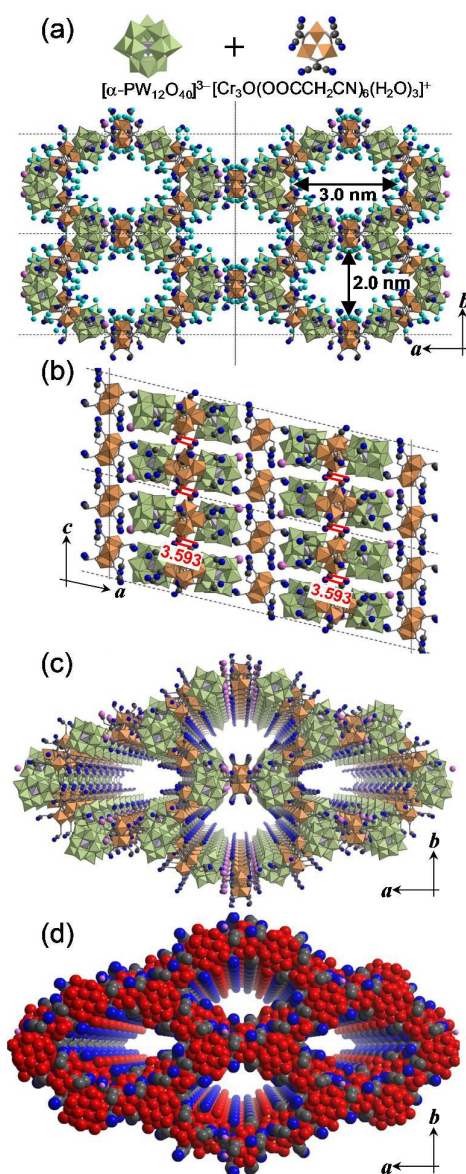 (a)
+
[α-PW₁₂O₄₀]³⁻ [Cr₃O(OOCCH₂CN)₆(H₂O)₃]⁺
3.0 nm
2.0 nm
b
a
(b)
c
a
3.593
3.593
(c)
b
a
(d)
b
a